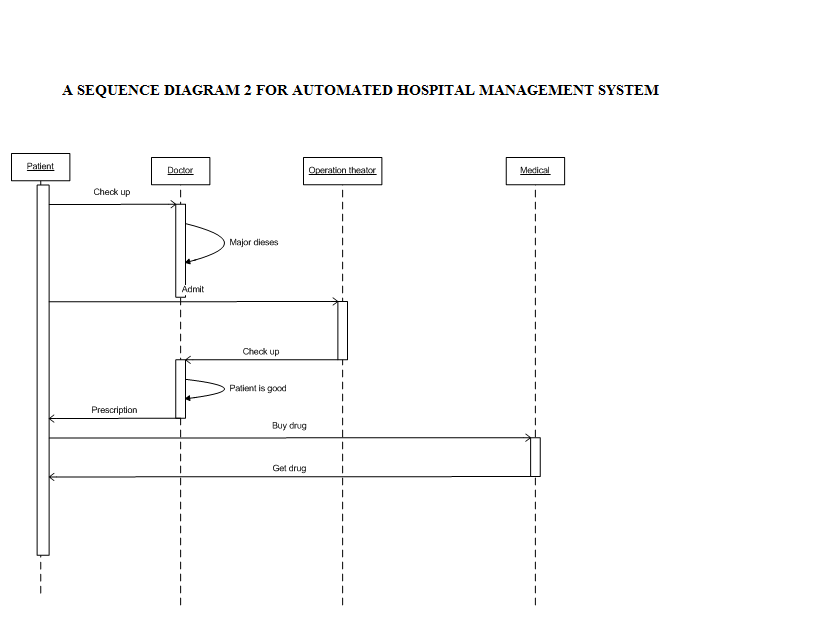 A SEQUENCE DIAGRAM 2 FOR AUTOMATED HOSPITAL MANAGEMENT SYSTEM
Patient
Doctor
Operation theator
Medical
Check up
Major dieses
Admit
Check up
Patient is good
Prescription
Buy drug
Get drug